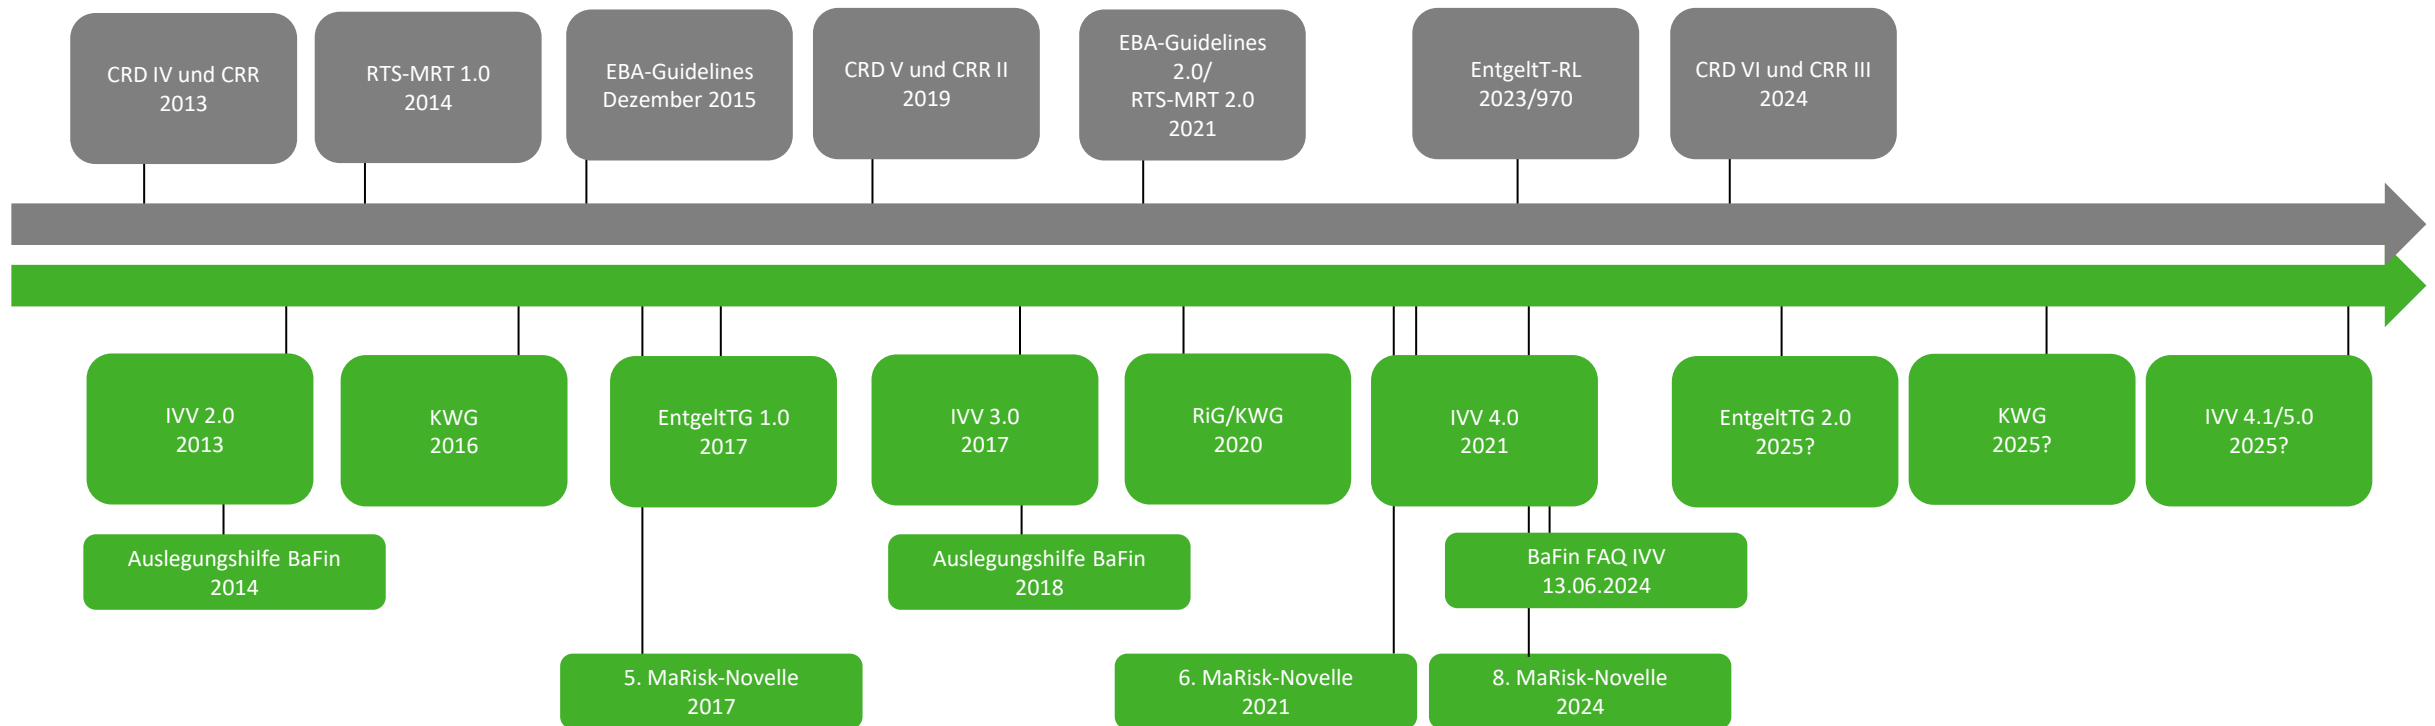 CRD IV und CRR
2013
RTS-MRT 1.0
2014
EBA-Guidelines
Dezember 2015
CRD V und CRR II
2019
EBA-Guidelines
2.0/
RTS-MRT 2.0
2021
EntgeltT-RL
2023/970
CRD VI und CRR III
2024
IVV 2.0
2013
KWG
2016
EntgeltTG 1.0
2017
IVV 3.0
2017
RiG/KWG
2020
IVV 4.0
2021
EntgeltTG 2.0
2025?
KWG
2025?
IVV 4.1/5.0
2025?
Auslegungshilfe BaFin
2014
Auslegungshilfe BaFin
2018
BaFin FAQ IVV
13.06.2024
5. MaRisk-Novelle
2017
6. MaRisk-Novelle
2021
8. MaRisk-Novelle
2024